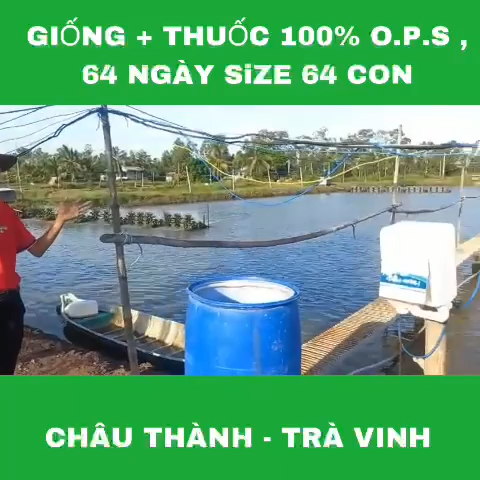 GIỐNG + THUỐC 100% O.P.S ,
64 NGÀY SiZE 64 CON
CHÂU THÀNH - TRÀ VINH